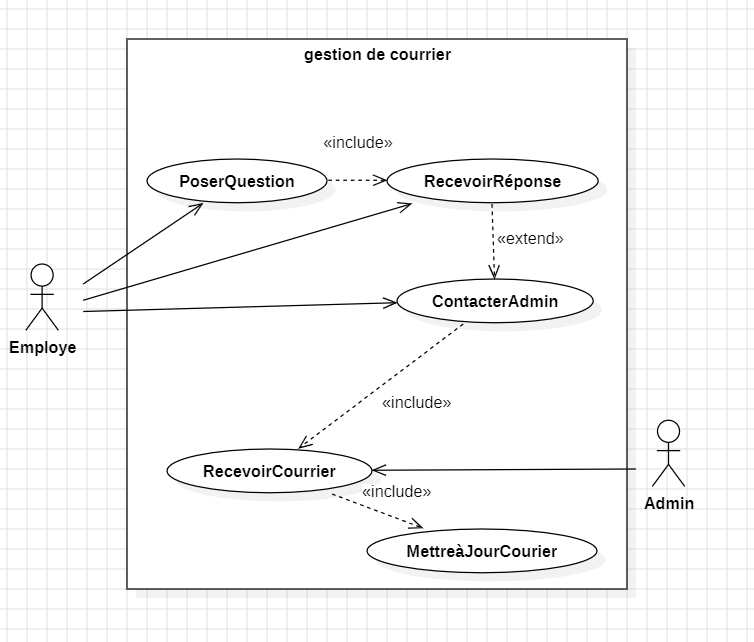 gestion de courrier
«include»
PoserQuestion
RecevoirRéponse
«extend»
ContacterAdmin
Employe
«include»
RecevoirCourrier
«include»
Admin
MettreàJourCourier